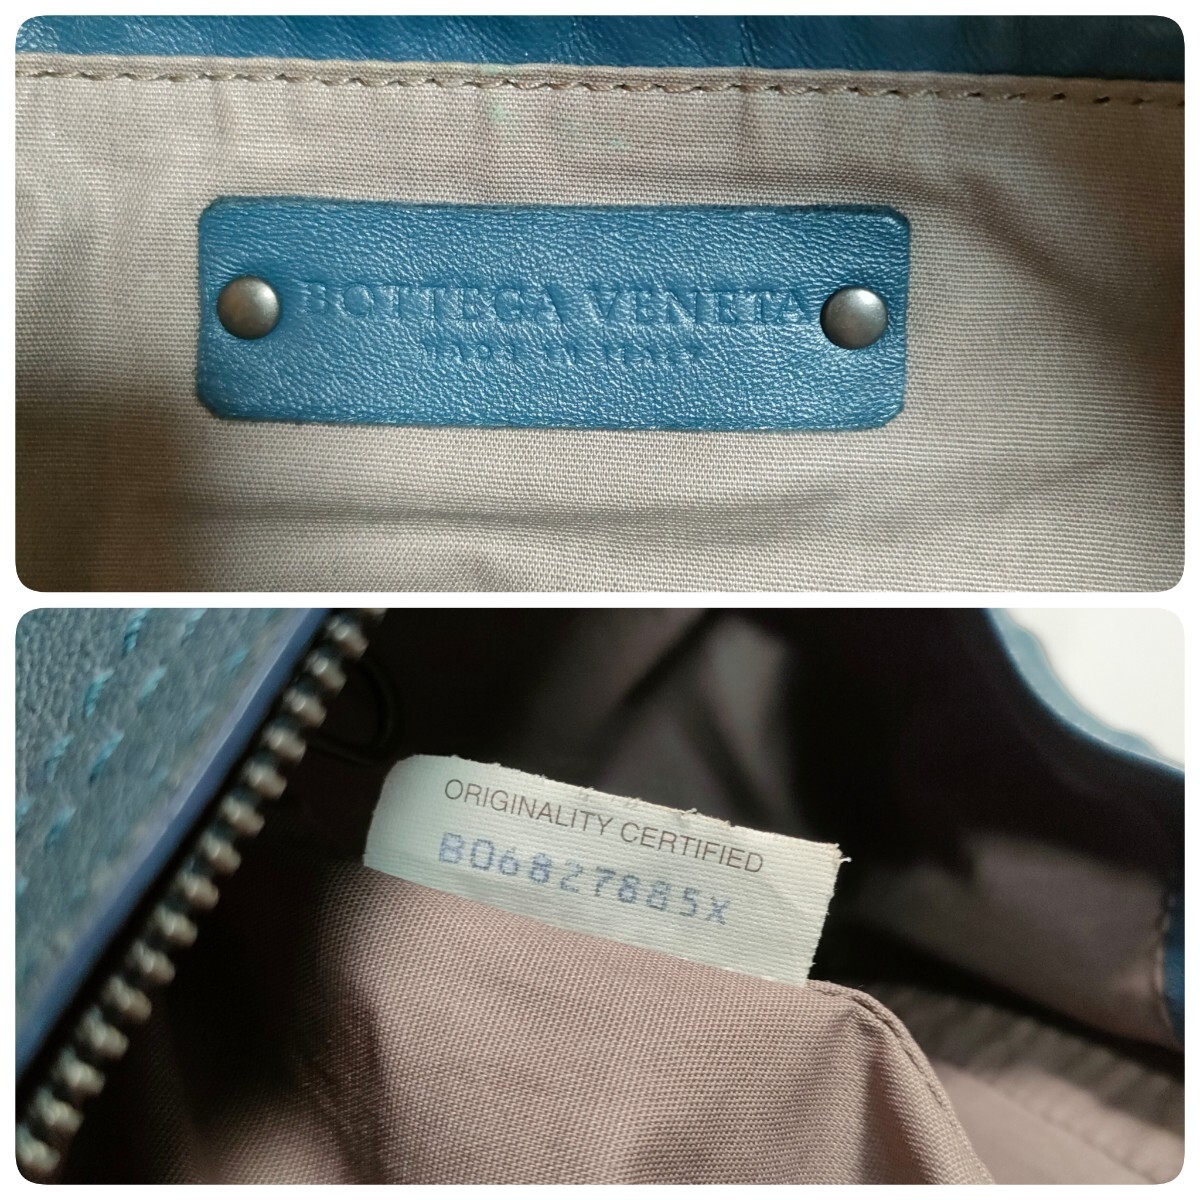 BOTTEGA VENETA
MADE IN ITALY
ORIGINALITY CERTIFIED
B06827885X